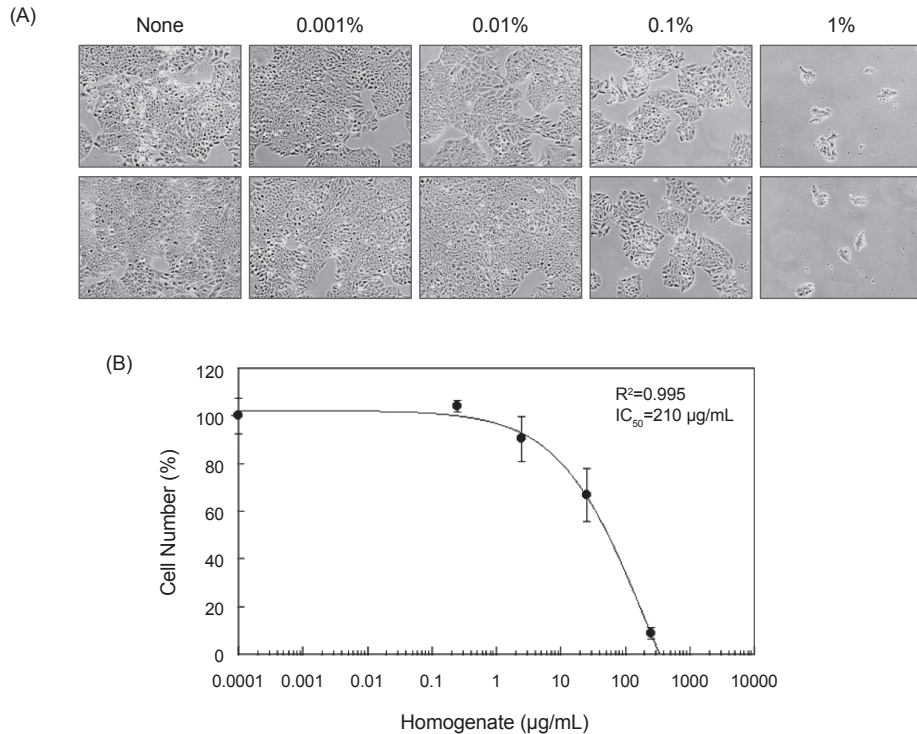 (A)
None 0.001% 0.01% 0.1% 1%
(B)
120
100
80
60
40
20
0
Cell Number (%)
R²=0.995
IC₅₀=210 µg/mL
0.0001 0.001 0.01 0.1 1 10 100 1000 10000
Homogenate (µg/mL)